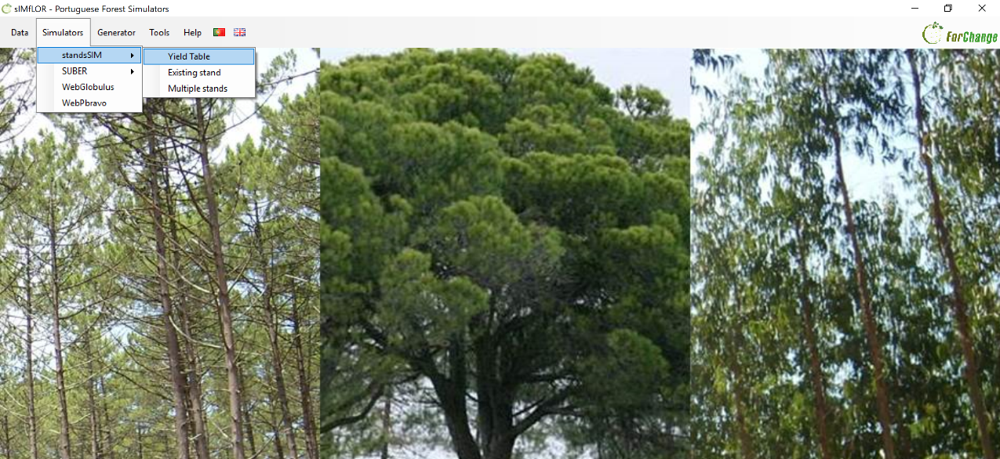 sIMfLOR - Portuguese Forest Simulators
Data Simulators Generator Tools Help
ForChange
standsSIM
SUBER
WebGlobulus
WebPbravo
Yield Table
Existing stand
Multiple stands